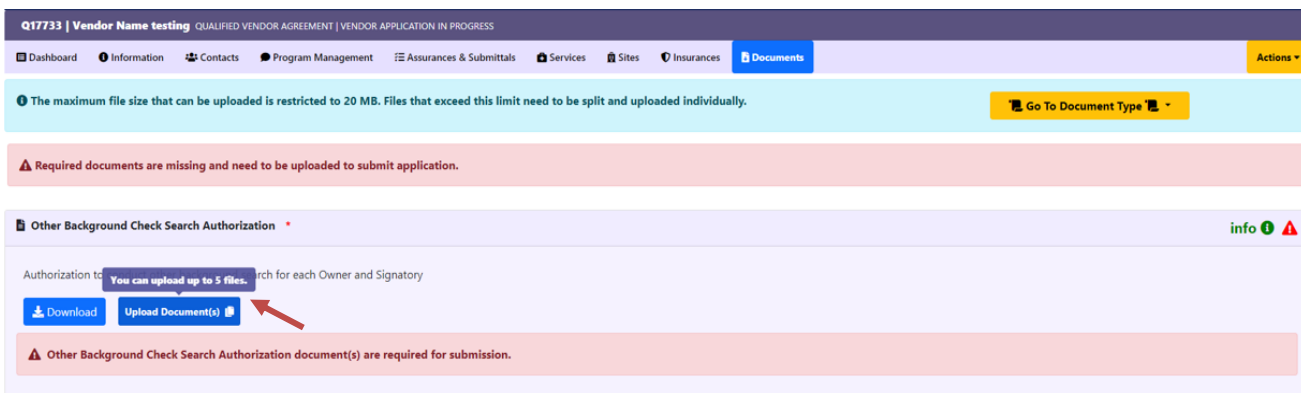 Q17733 | Vendor Name testing QUALIFIED VENDOR AGREEMENT | VENDOR APPLICATION IN PROGRESS
Dashboard Information Contacts Program Management Assurances & Submittals Services Sites Insurances Documents Actions
The maximum file size that can be uploaded is restricted to 20 MB. Files that exceed this limit need to be split and uploaded individually. Go To Document Type
Required documents are missing and need to be uploaded to submit application.
Other Background Check Search Authorization * info
Authorization to rch for each Owner and Signatory
You can upload up to 5 files.
Download Upload Document(s)
Other Background Check Search Authorization document(s) are required for submission.